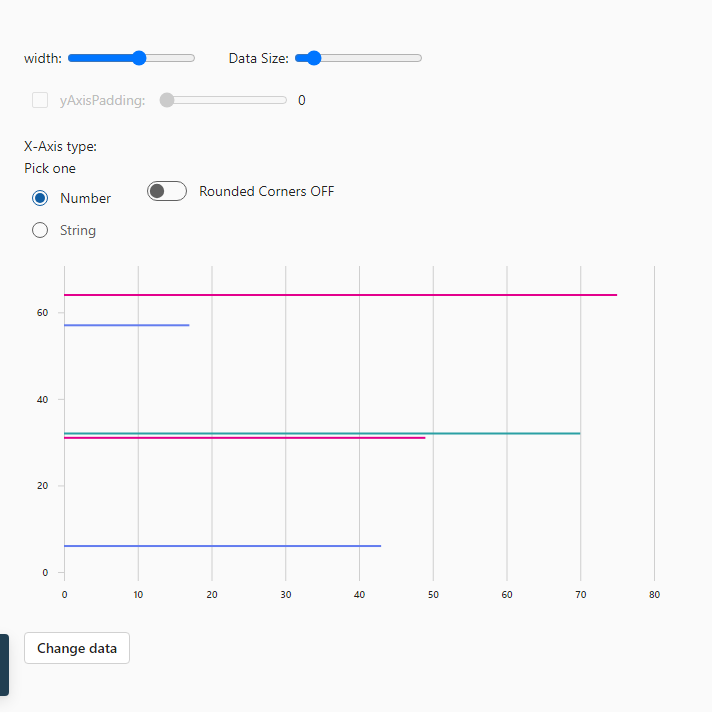 width: Data Size:
yAxisPadding: 0
X-Axis type:
Pick one
Number Rounded Corners OFF
String
60
40
20
0
0 10 20 30 40 50 60 70 80
Change data